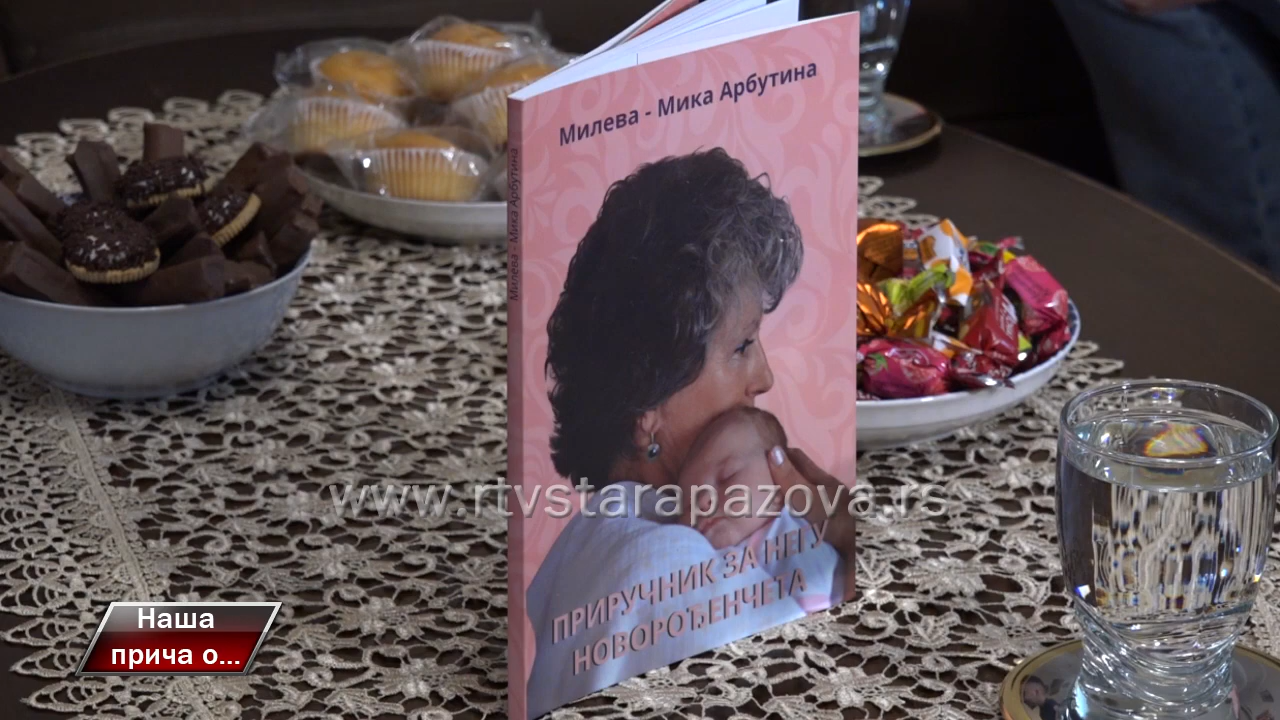 Милева - Мика Арбутина
Милева - Мика Арбутина
www.rtvstarapazova.rs
ПРИРУЧНИК ЗА НЕГУ
НОВОРОЂЕНЧЕТА
Наша
прича о...